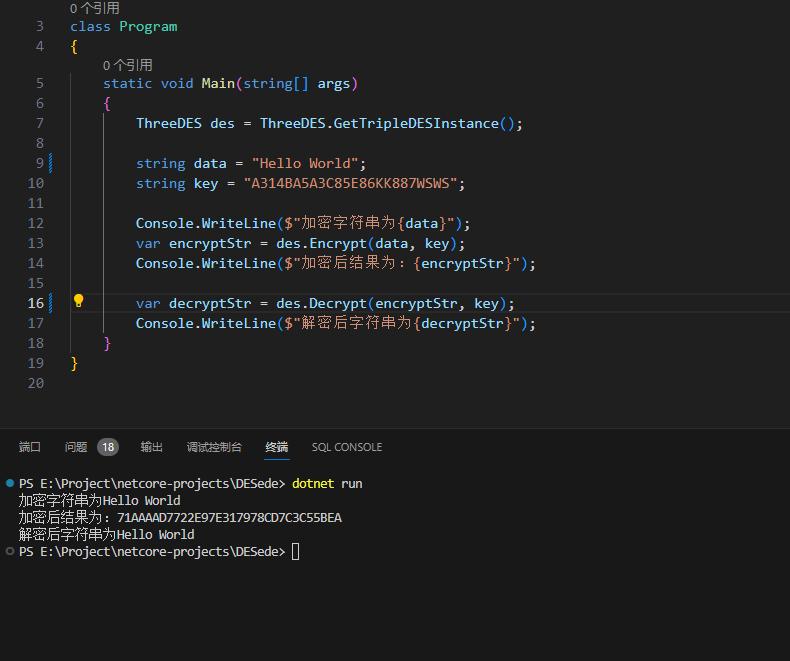 0 个引用
3 class Program
4 {
0 个引用
5 static void Main(string[] args)
6 {
7 ThreeDES des = ThreeDES.GetTripleDESInstance();
8
9 string data = "Hello World";
10 string key = "A314BA5A3C85E86KK887WSWS";
11
12 Console.WriteLine($"加密字符串为{data}");
13 var encryptStr = des.Encrypt(data, key);
14 Console.WriteLine($"加密后结果为：{encryptStr}");
15
16 var decryptStr = des.Decrypt(encryptStr, key);
17 Console.WriteLine($"解密后字符串为{decryptStr}");
18 }
19 }
20
端口 问题 18 输出 调试控制台 终端 SQL CONSOLE
PS E:\Project\netcore-projects\DESede> dotnet run
加密字符串为Hello World
加密后结果为：71AAAAD7722E97E317978CD7C3C55BEA
解密后字符串为Hello World
PS E:\Project\netcore-projects\DESede>